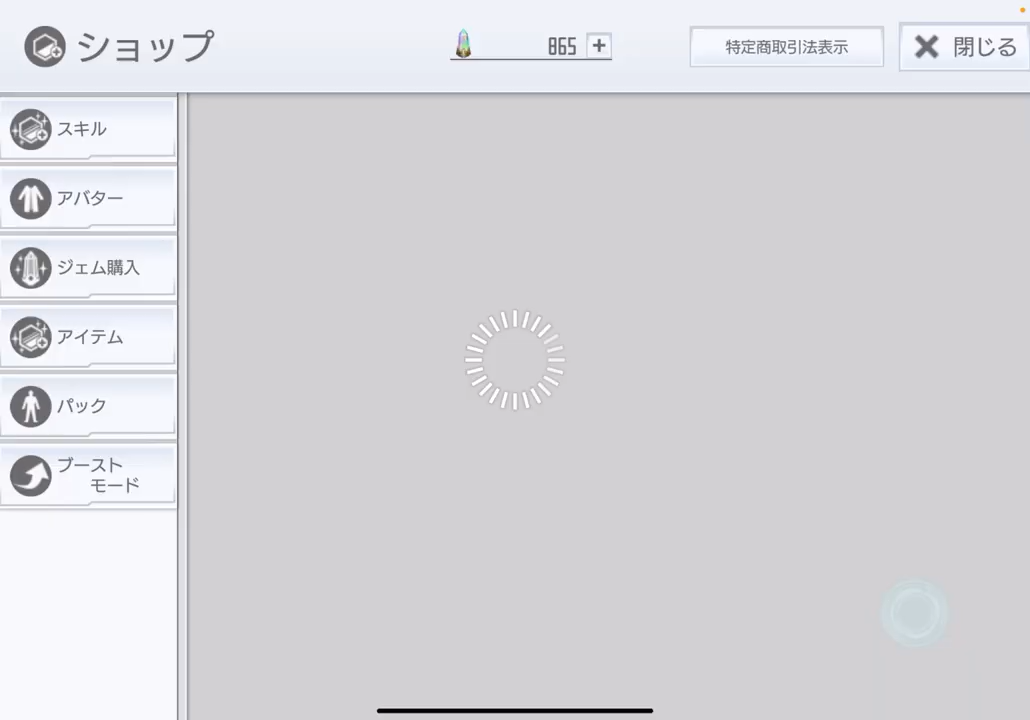 ショップ
865
特定商取引法表示
閉じる
スキル
アバター
ジェム購入
アイテム
パック
ブースト
モード